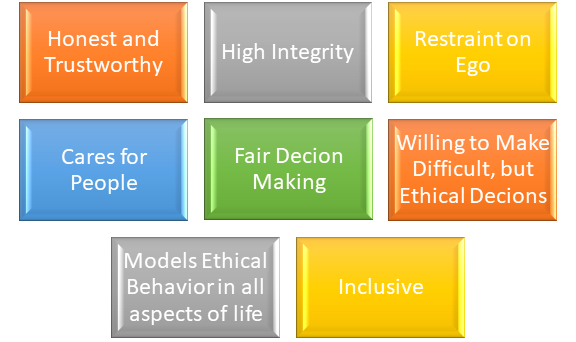 Honest and
Trustworthy
High Integrity
Restraint on
Ego
Cares for
People
Fair Decion
Making
Willing to Make
Difficult, but
Ethical Decions
Models Ethical
Behavior in all
aspects of life
Inclusive